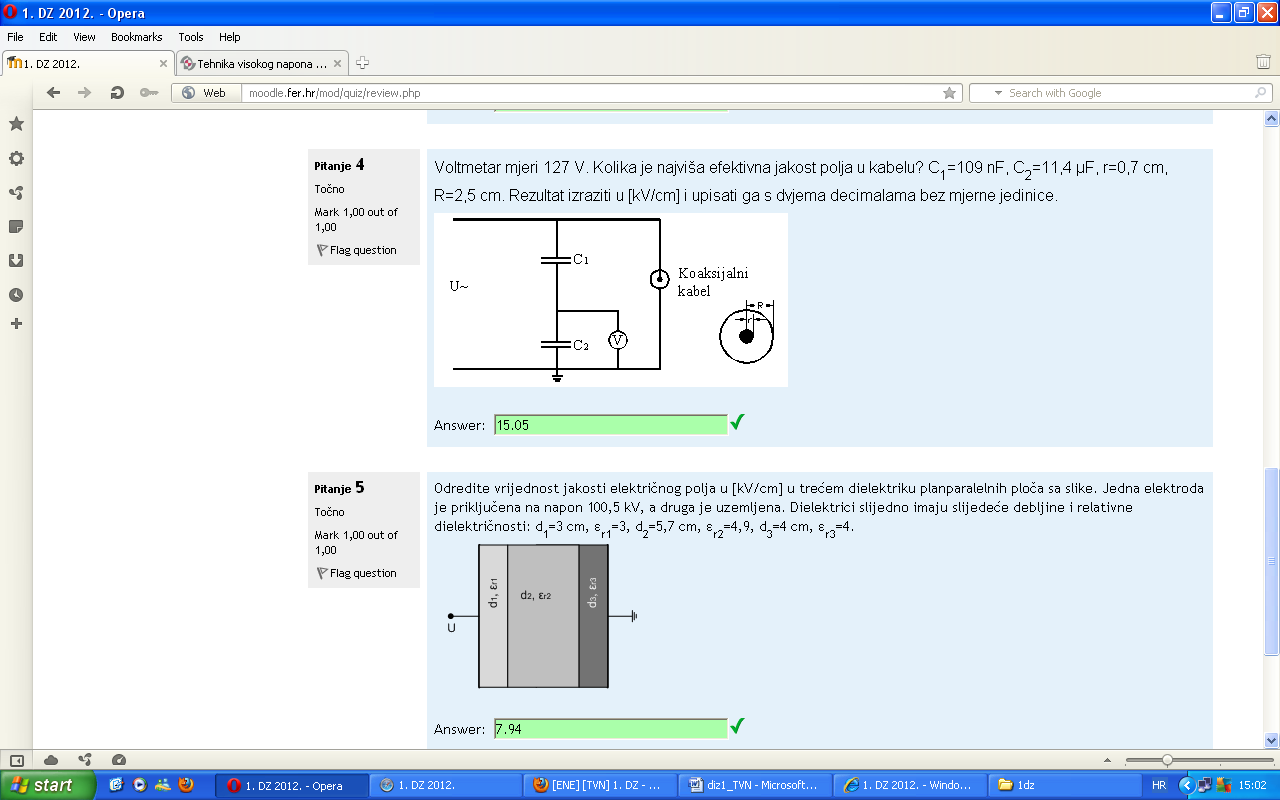 1. DZ 2012. - Opera
File Edit View Bookmarks Tools Help
1. DZ 2012.
Tehnika visokog napona ...
Web moodle.fer.hr/mod/quiz/review.php
Search with Google
Pitanje 4
Točno
Mark 1,00 out of
1,00
Flag question
Voltmetar mjeri 127 V. Kolika je najviša efektivna jakost polja u kabelu? C₁=109 nF, C₂=11,4 µF, r=0,7 cm,
R=2,5 cm. Rezultat izraziti u [kV/cm] i upisati ga s dvjema decimalama bez mjerne jedinice.
C1
U~
Koaksijalni
kabel
R
r
C2
V
Answer: 15.05
Pitanje 5
Točno
Mark 1,00 out of
1,00
Flag question
Odredite vrijednost jakosti električnog polja u [kV/cm] u trećem dielektriku planparalelnih ploča sa slike. Jedna elektroda
je priključena na napon 100,5 kV, a druga je uzemljena. Dielektrici slijedno imaju slijedeće debljine i relativne
dielektričnosti: d₁=3 cm, εr1=3, d₂=5,7 cm, εr2=4,9, d₃=4 cm, εr3=4.
d1, εr1
d2, εr2
d3, εr3
U
Answer: 7.94
start
1. DZ 2012. - Opera
1. DZ 2012.
[ENE] [TVN] 1. DZ - ...
diz1_TVN - Microsoft...
1. DZ 2012. - Windo...
1dz
HR
15:02